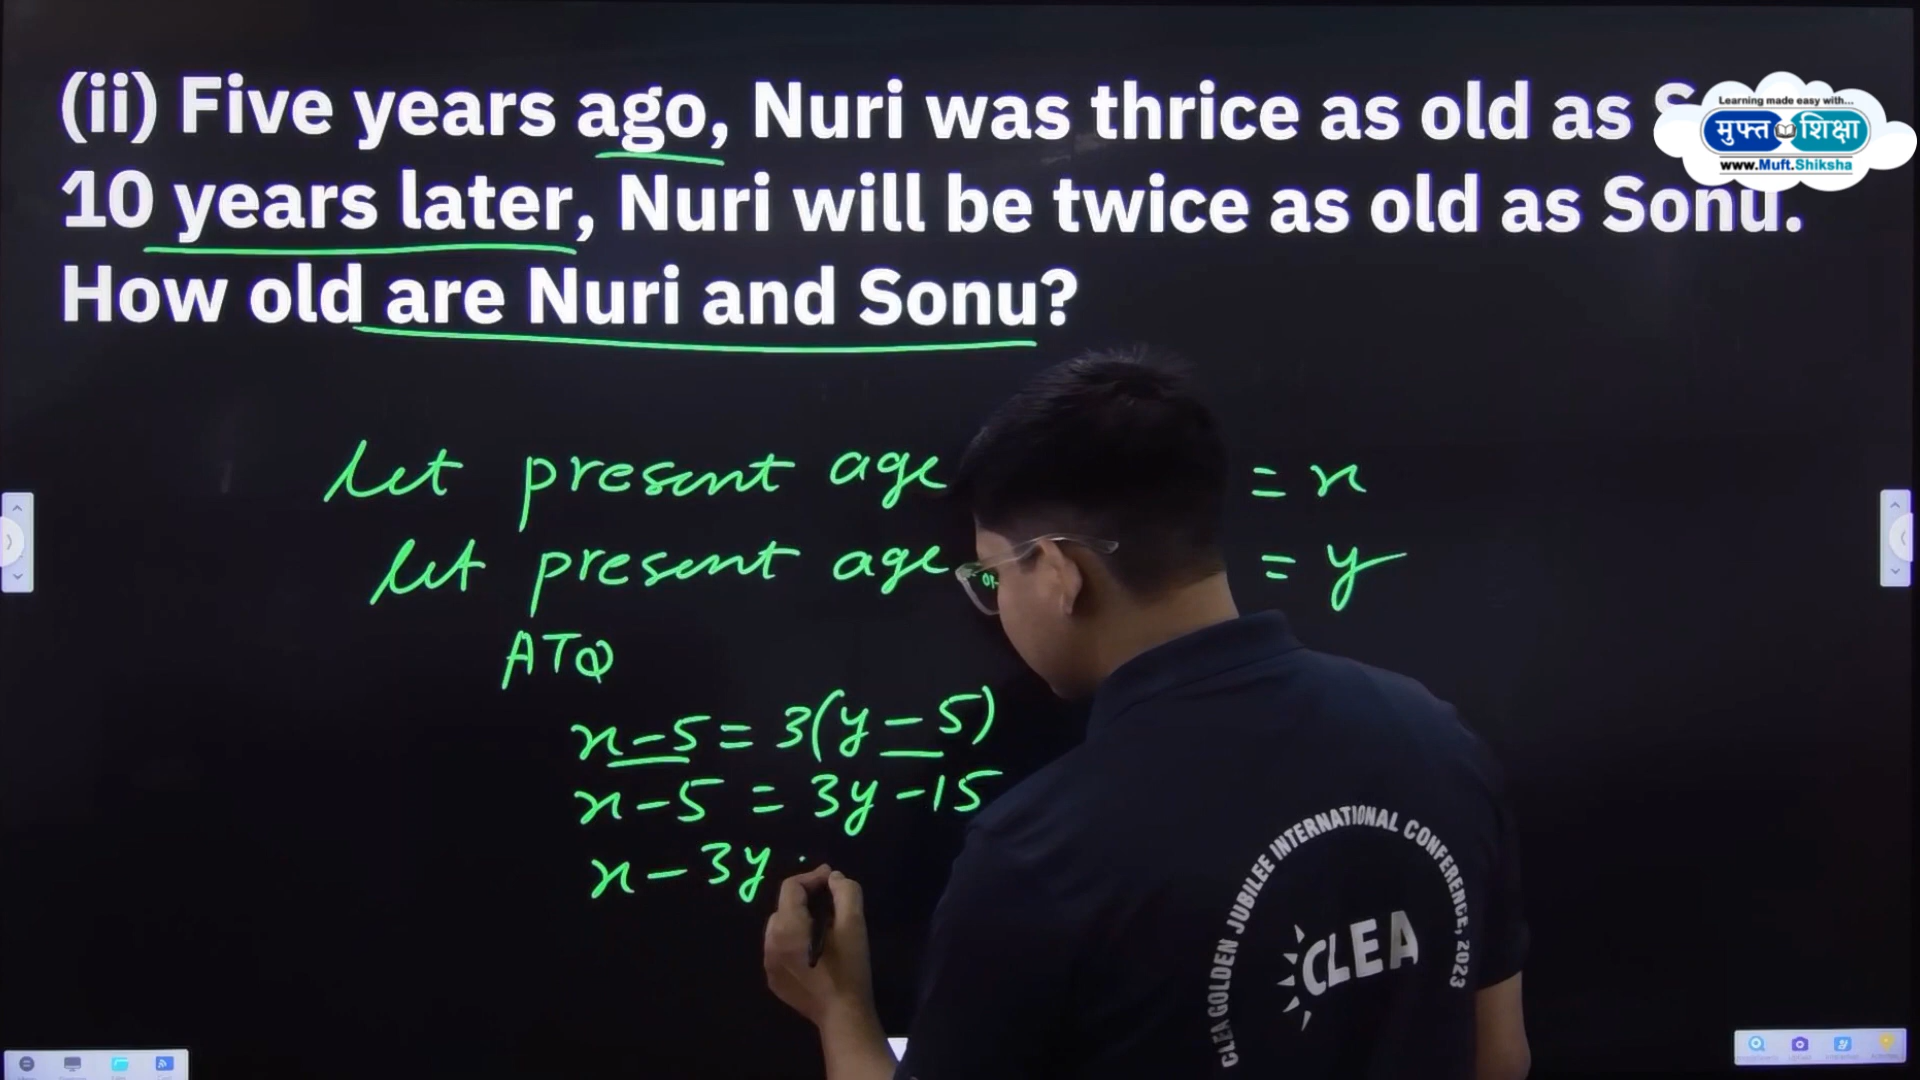 (ii) Five years ago, Nuri was thrice as old as
10 years later, Nuri will be twice as old as Sonu.
How old are Nuri and Sonu?
Learning made easy with...
मुफ्त शिक्षा
www.Muft.Shiksha
Let present age = x
Let present age = y
ATQ
x - 5 = 3(y - 5)
x - 5 = 3y - 15
x - 3y
CLEA GOLDEN JUBILEE INTERNATIONAL CONFERENCE, 2023
CLEA